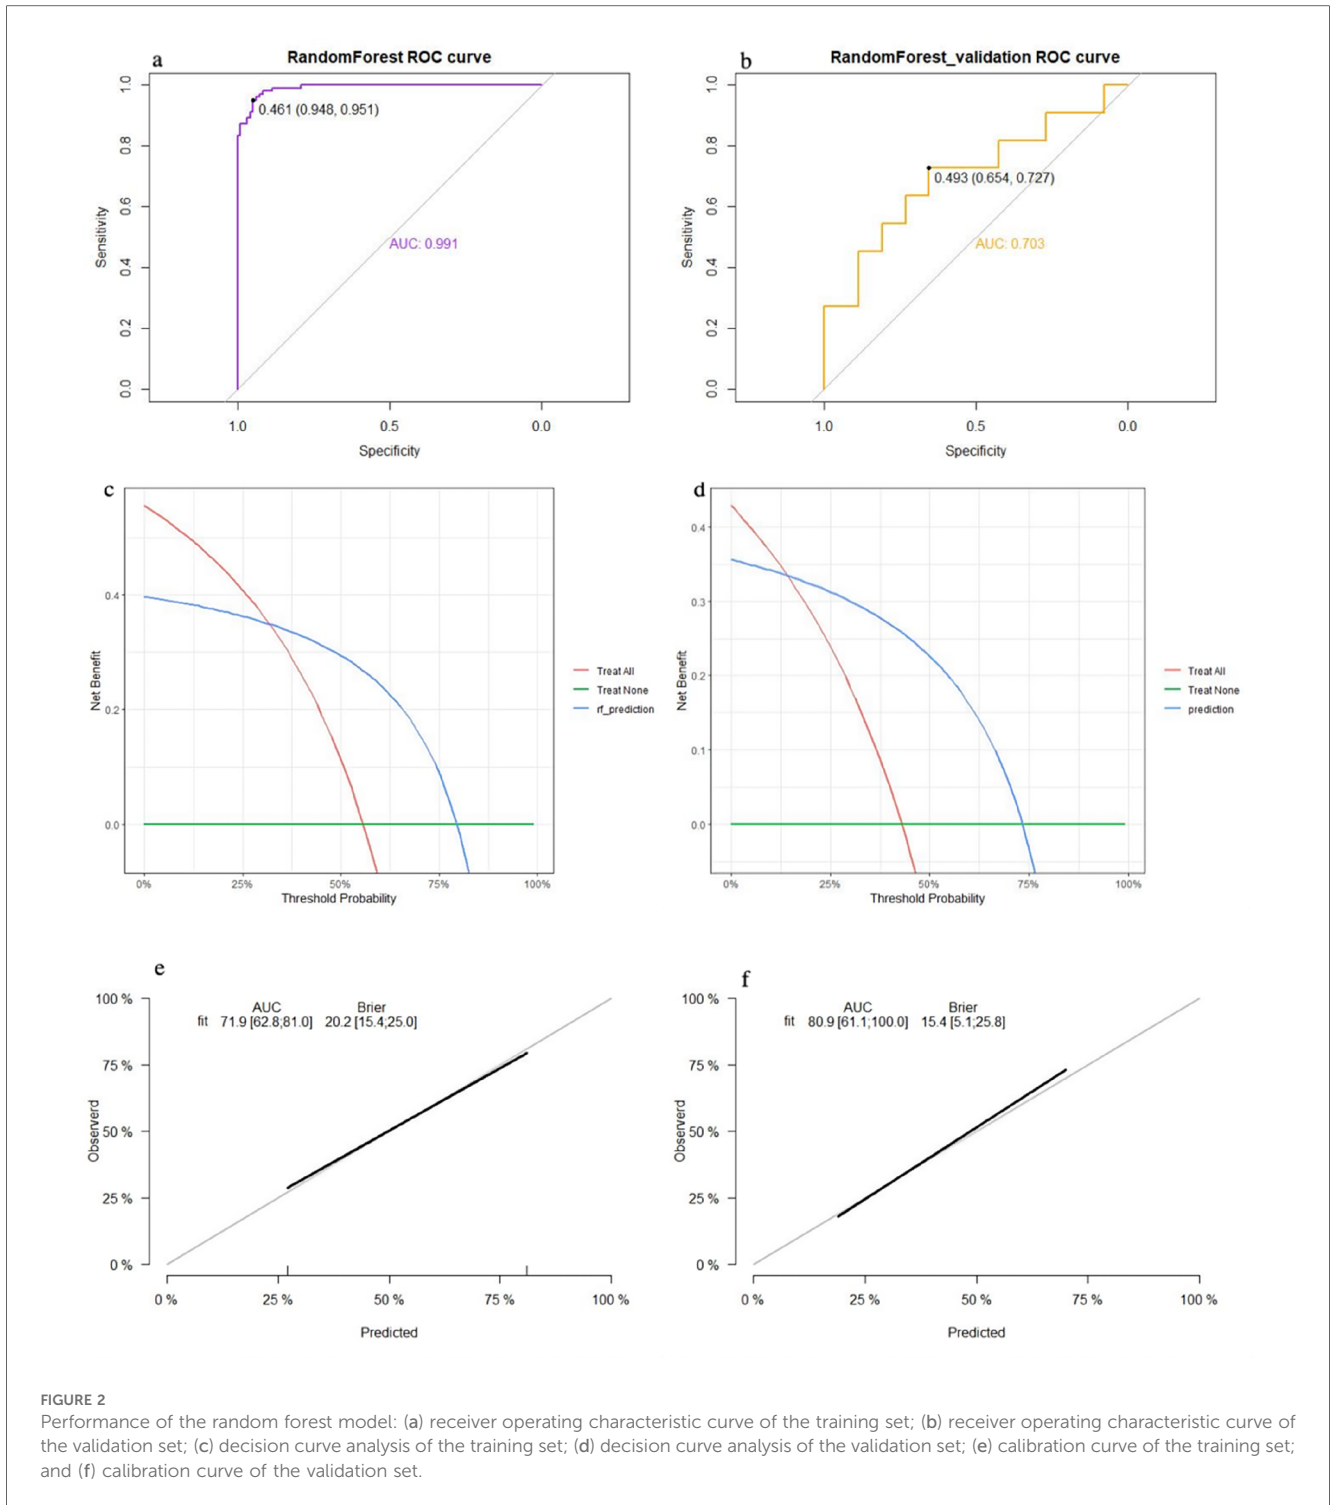 a
RandomForest ROC curve
1.0
0.8
0.6
0.4
0.2
0.0
Sensitivity
0.461 (0.948, 0.951)
AUC: 0.991
1.0 0.5 0.0
Specificity
b
RandomForest_validation ROC curve
1.0
0.8
0.6
0.4
0.2
0.0
Sensitivity
0.493 (0.654, 0.727)
AUC: 0.703
1.0 0.5 0.0
Specificity
c
0.4
0.2
0.0
Net Benefit
0% 25% 50% 75% 100%
Threshold Probability
Treat All
Treat None
rf_prediction
d
0.4
0.3
0.2
0.1
0.0
Net Benefit
0% 25% 50% 75% 100%
Threshold Probability
Treat All
Treat None
prediction
e
100 %
75 %
50 %
25 %
0 %
Observerd
AUC Brier
fit 71.9 [62.8;81.0] 20.2 [15.4;25.0]
0 % 25 % 50 % 75 % 100 %
Predicted
f
100 %
75 %
50 %
25 %
0 %
Observerd
AUC Brier
fit 80.9 [61.1;100.0] 15.4 [5.1;25.8]
0 % 25 % 50 % 75 % 100 %
Predicted
FIGURE 2
Performance of the random forest model: (a) receiver operating characteristic curve of the training set; (b) receiver operating characteristic curve of
the validation set; (c) decision curve analysis of the training set; (d) decision curve analysis of the validation set; (e) calibration curve of the training set;
and (f) calibration curve of the validation set.